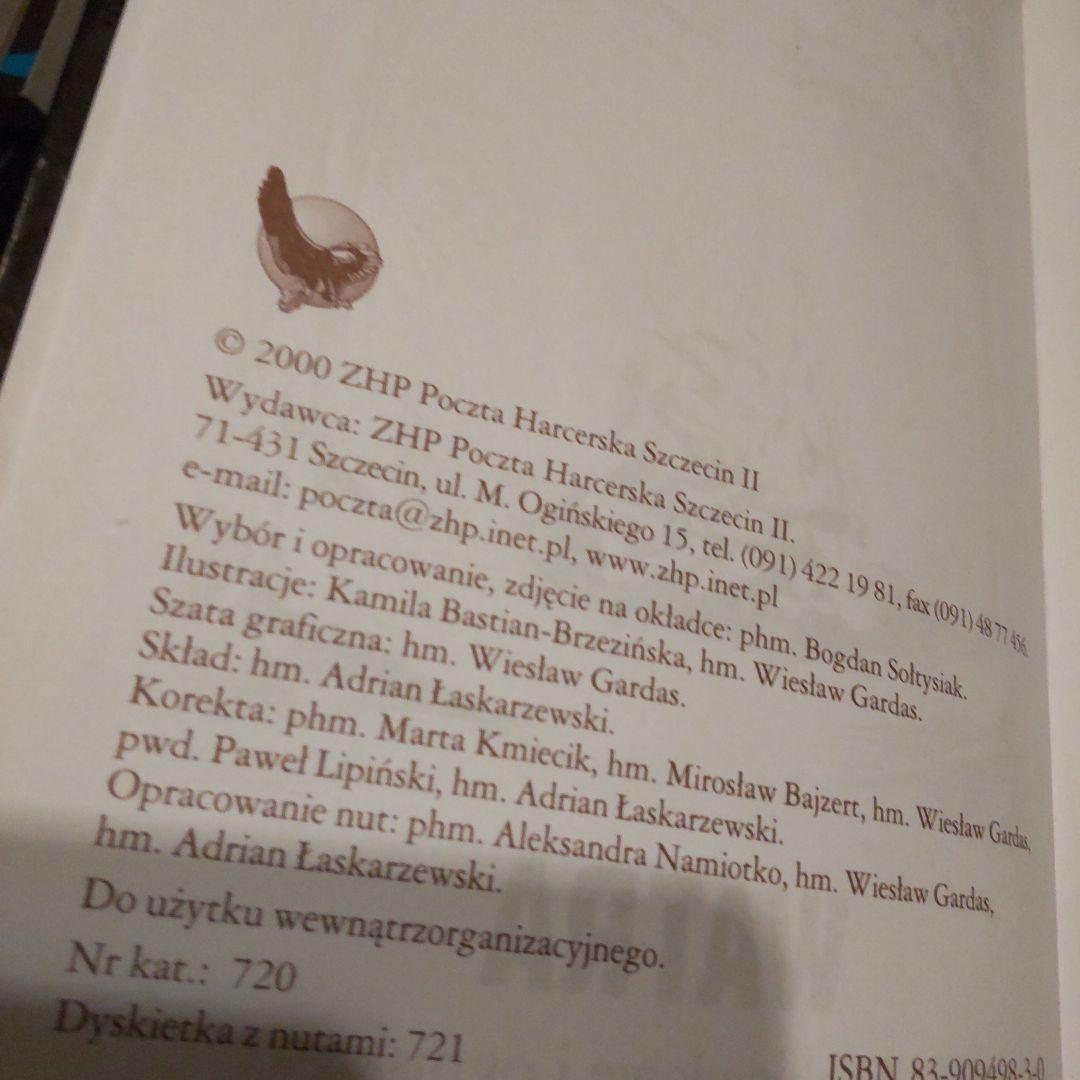 © 2000 ZHP Poczta Harcerska Szczecin II
Wydawca: ZHP Poczta Harcerska Szczecin II.
71-431 Szczecin, ul. M. Ogińskiego 15, tel. (091) 422 19 81, fax (091) 48 77 456.
e-mail: poczta@zhp.inet.pl, www.zhp.inet.pl
Wybór i opracowanie, zdjęcie na okładce: phm. Bogdan Sołtysiak.
Ilustracje: Kamila Bastian-Brzezińska, hm. Wiesław Gardas.
Szata graficzna: hm. Wiesław Gardas.
Skład: hm. Adrian Łaskarzewski.
Korekta: phm. Marta Kmiecik, hm. Mirosław Bajzert, hm. Wiesław Gardas,
pwd. Paweł Lipiński, hm. Adrian Łaskarzewski.
Opracowanie nut: phm. Aleksandra Namiotko, hm. Wiesław Gardas,
hm. Adrian Łaskarzewski.
Do użytku wewnątrzorganizacyjnego.
Nr kat.: 720
Dyskietka z nutami: 721
ISBN 83-909498-3-0